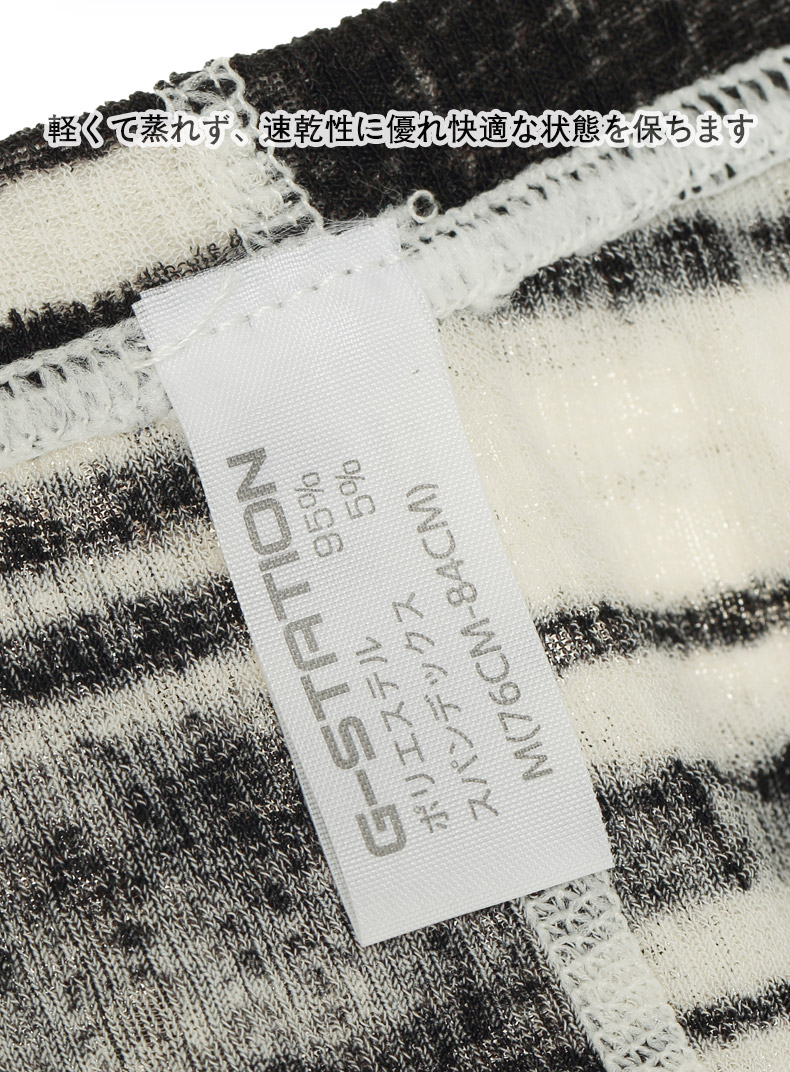 軽くて蒸れず、速乾性に優れ快適な状態を保ちます
G-STATION
ポリエステル 95%
スパンデックス 5%
M(76CM-84CM)